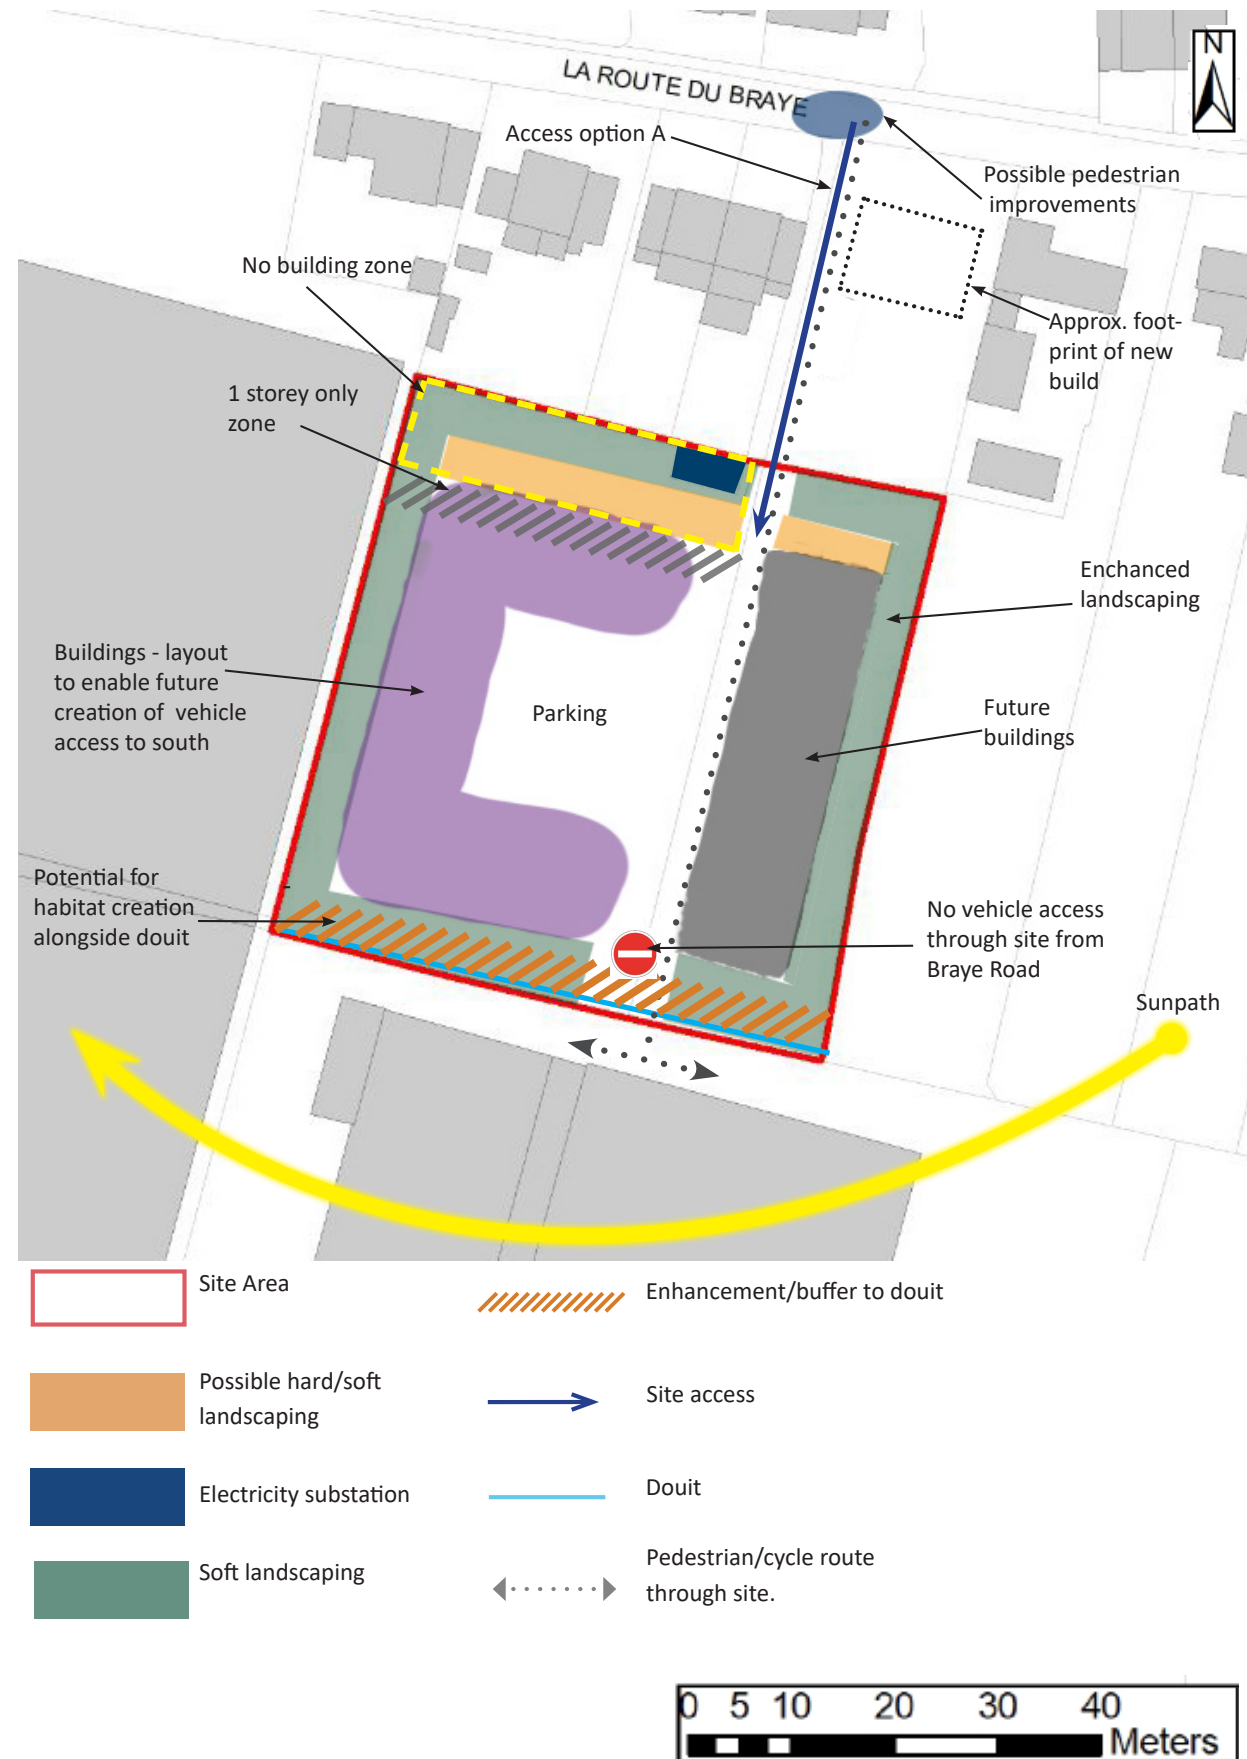 N
LA ROUTE DU BRAYE
Access option A
Possible pedestrian
improvements
No building zone
Approx. foot-
print of new
build
1 storey only
zone
Enchanced
landscaping
Buildings - layout
to enable future
creation of vehicle
access to south
Parking
Future
buildings
Potential for
habitat creation
alongside douit
No vehicle access
through site from
Braye Road
Sunpath
Site Area
Enhancement/buffer to douit
Possible hard/soft
landscaping
Site access
Electricity substation
Douit
Soft landscaping
Pedestrian/cycle route
through site.
0 5 10 20 30 40
Meters